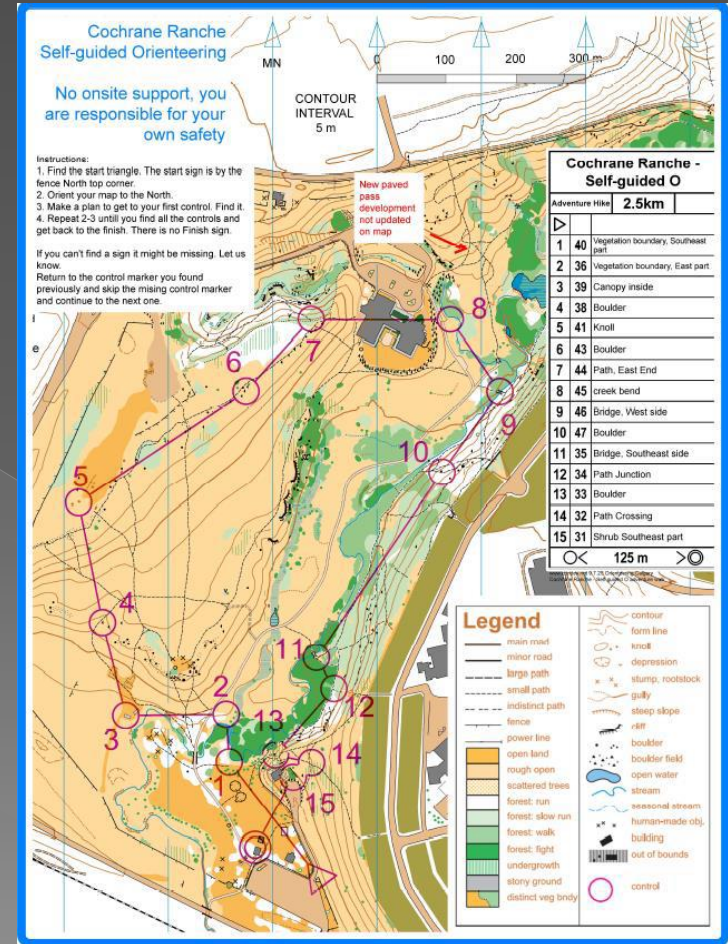 Cochrane Ranche
Self-guided Orienteering
No onsite support, you
are responsible for your
own safety
MN
0 100 200 300 m
CONTOUR
INTERVAL
5 m
Instructions:
1. Find the start triangle. The start sign is by the
fence North top corner.
2. Orient your map to the North.
3. Make a plan to get to your first control. Find it.
4. Repeat 2-3 untill you find all the controls and
get back to the finish. There is no Finish sign.
If you can't find a sign it might be missing. Let us
know.
Return to the control marker you found
previously and skip the mising control marker
and continue to the next one.
New paved
pass
development
not updated
on map
Cochrane Ranche -
Self-guided O
Adventure Hike 2.5km
1 40 Vegetation boundary, Southeast
part
2 36 Vegetation boundary, East part
3 39 Canopy inside
4 38 Boulder
5 41 Knoll
6 43 Boulder
7 44 Path, East End
8 45 creek bend
9 46 Bridge, West side
10 47 Boulder
11 35 Bridge, Southeast side
12 34 Path Junction
13 33 Boulder
14 32 Path Crossing
15 31 Shrub Southeast part
125 m
8
7
6
9
10
5
4
11
2
12
3
13
14
1
15
Legend
main road
minor road
large path
small path
indistinct path
fence
power line
open land
rough open
scattered trees
forest: run
forest: slow run
forest: walk
forest: fight
undergrowth
stony ground
distinct veg bndy
contour
form line
knoll
depression
stump, rootstock
gully
steep slope
cliff
boulder
boulder field
open water
stream
seasonal stream
human-made obj.
building
out of bounds
control